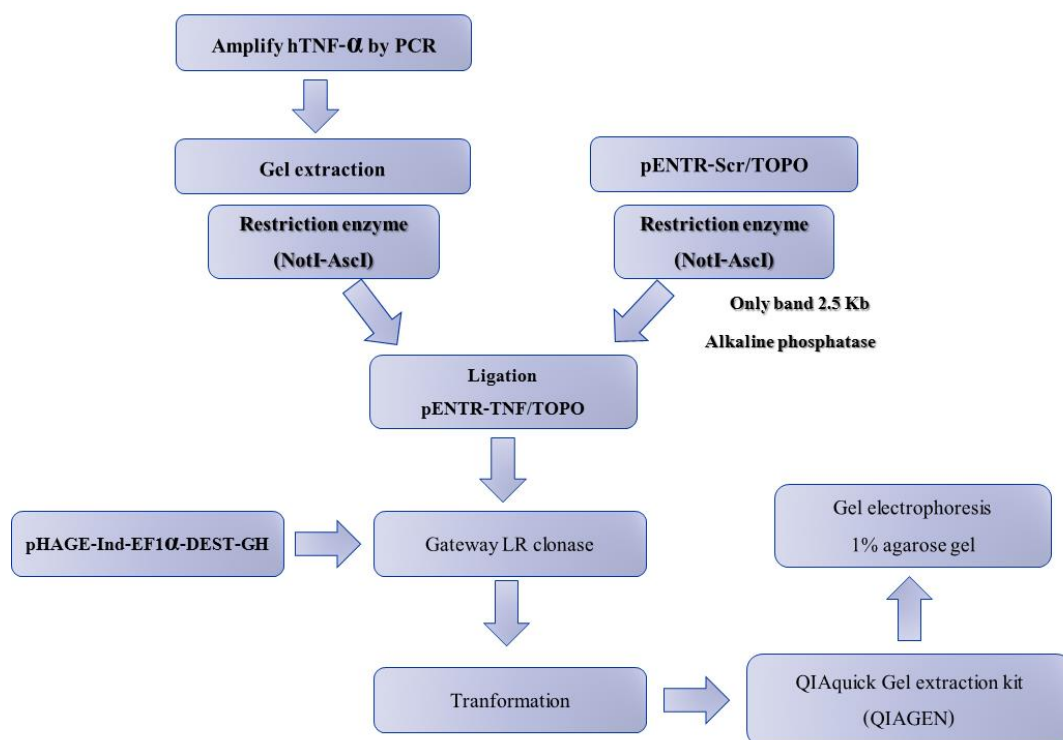 Amplify hTNF-α by PCR
Gel extraction
pENTR-Scr/TOPO
Restriction enzyme
(NotI-AscI)
Restriction enzyme
(NotI-AscI)
Only band 2.5 Kb
Alkaline phosphatase
Ligation
pENTR-TNF/TOPO
pHAGE-Ind-EF1α-DEST-GH
Gateway LR clonase
Gel electrophoresis
1% agarose gel
Tranformation
QIAquick Gel extraction kit
(QIAGEN)